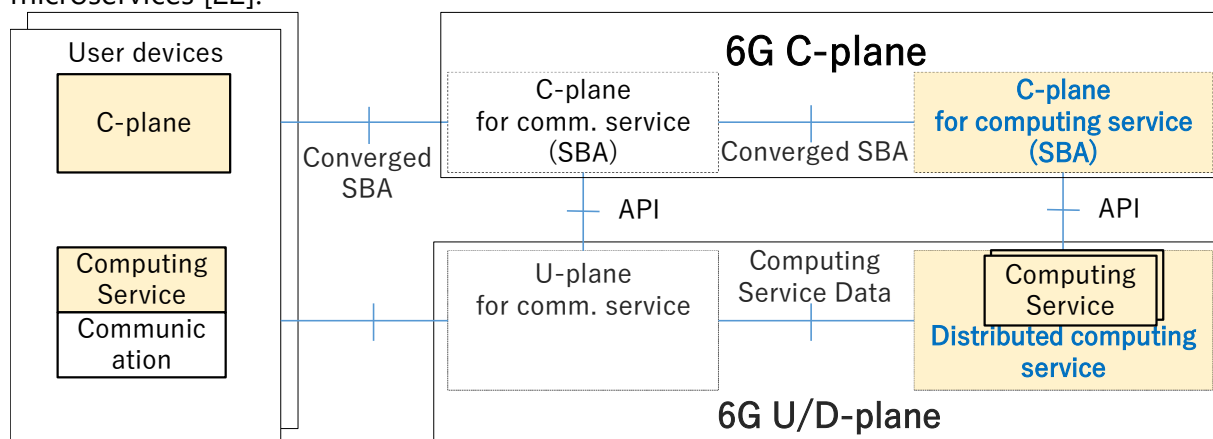 microservices [22].
User devices
C-plane
Computing
Service
Communic
ation
Converged
SBA
6G C-plane
C-plane
for comm. service
(SBA)
Converged SBA
C-plane
for computing service
(SBA)
API
API
U-plane
for comm. service
Computing
Service Data
Computing
Service
Distributed computing
service
6G U/D-plane